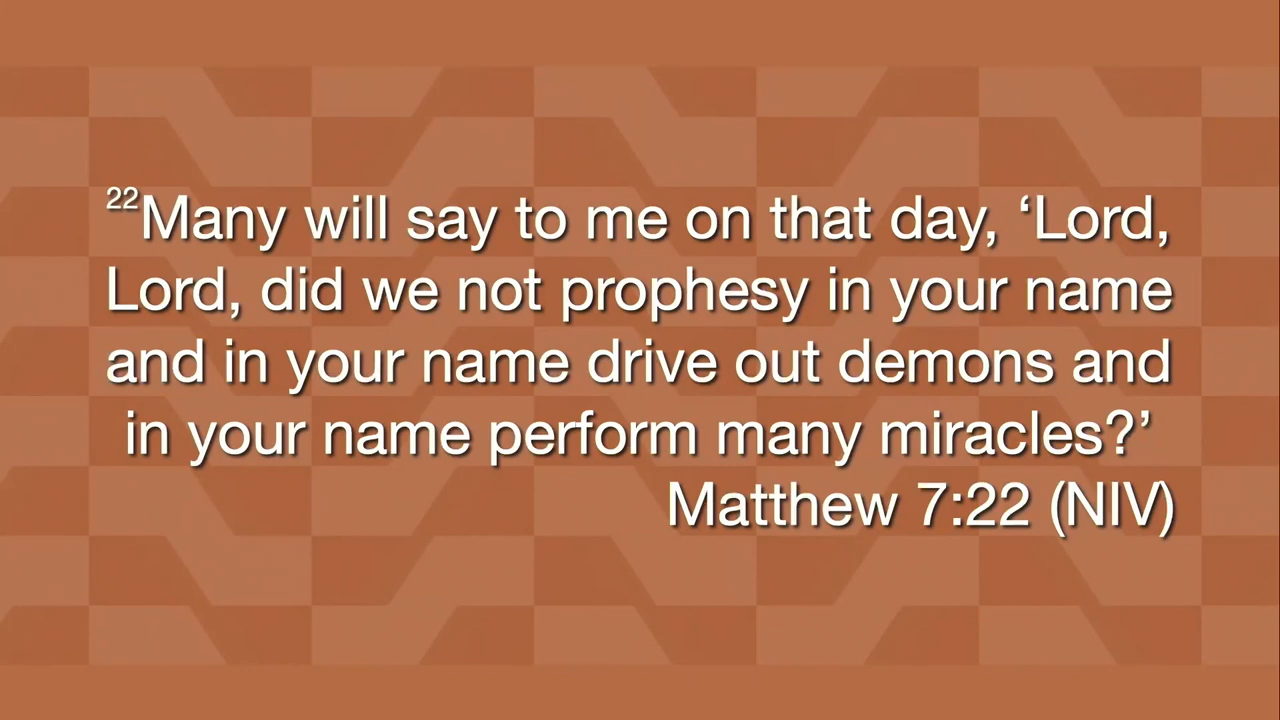 22Many will say to me on that day, ‘Lord,
Lord, did we not prophesy in your name
and in your name drive out demons and
in your name perform many miracles?’
Matthew 7:22 (NIV)